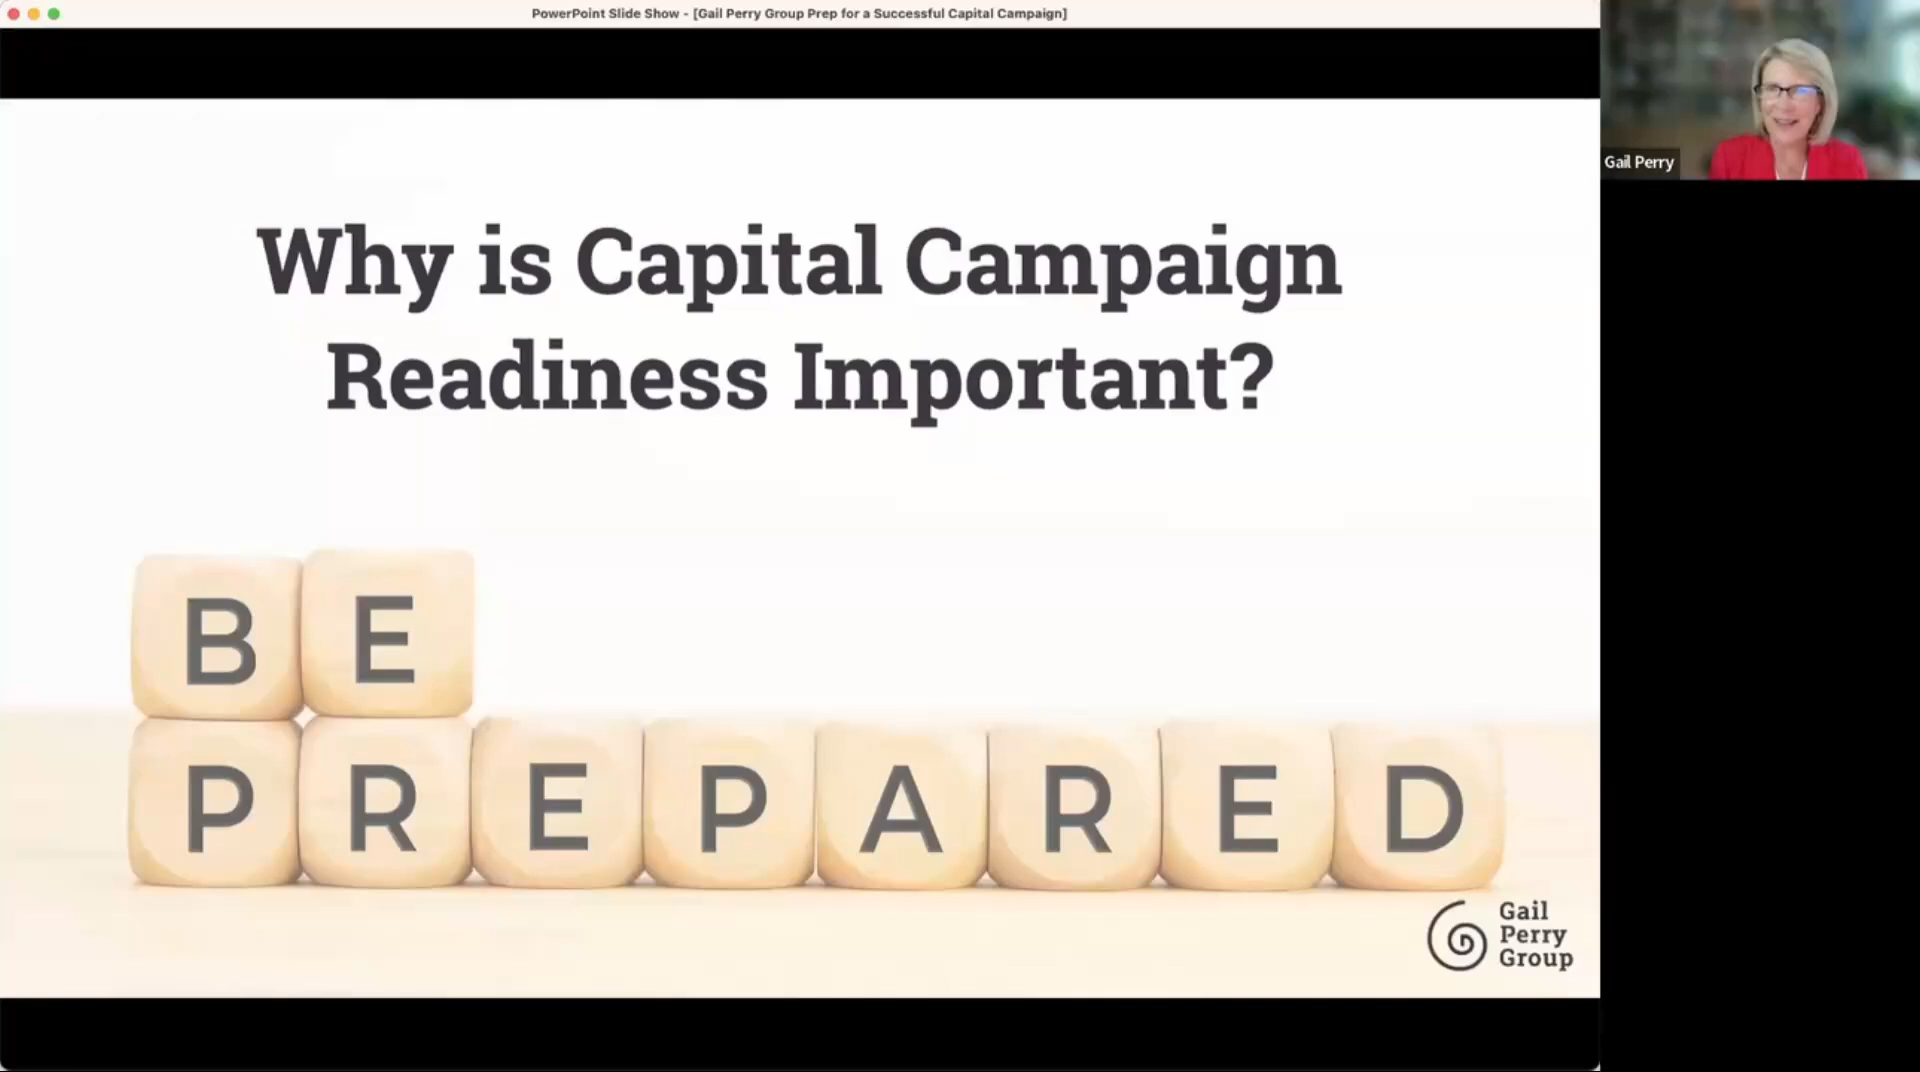 PowerPoint Slide Show - [Gail Perry Group Prep for a Successful Capital Campaign]
Gail Perry
Why is Capital Campaign
Readiness Important?
BE
PREPARED
Gail
Perry
Group